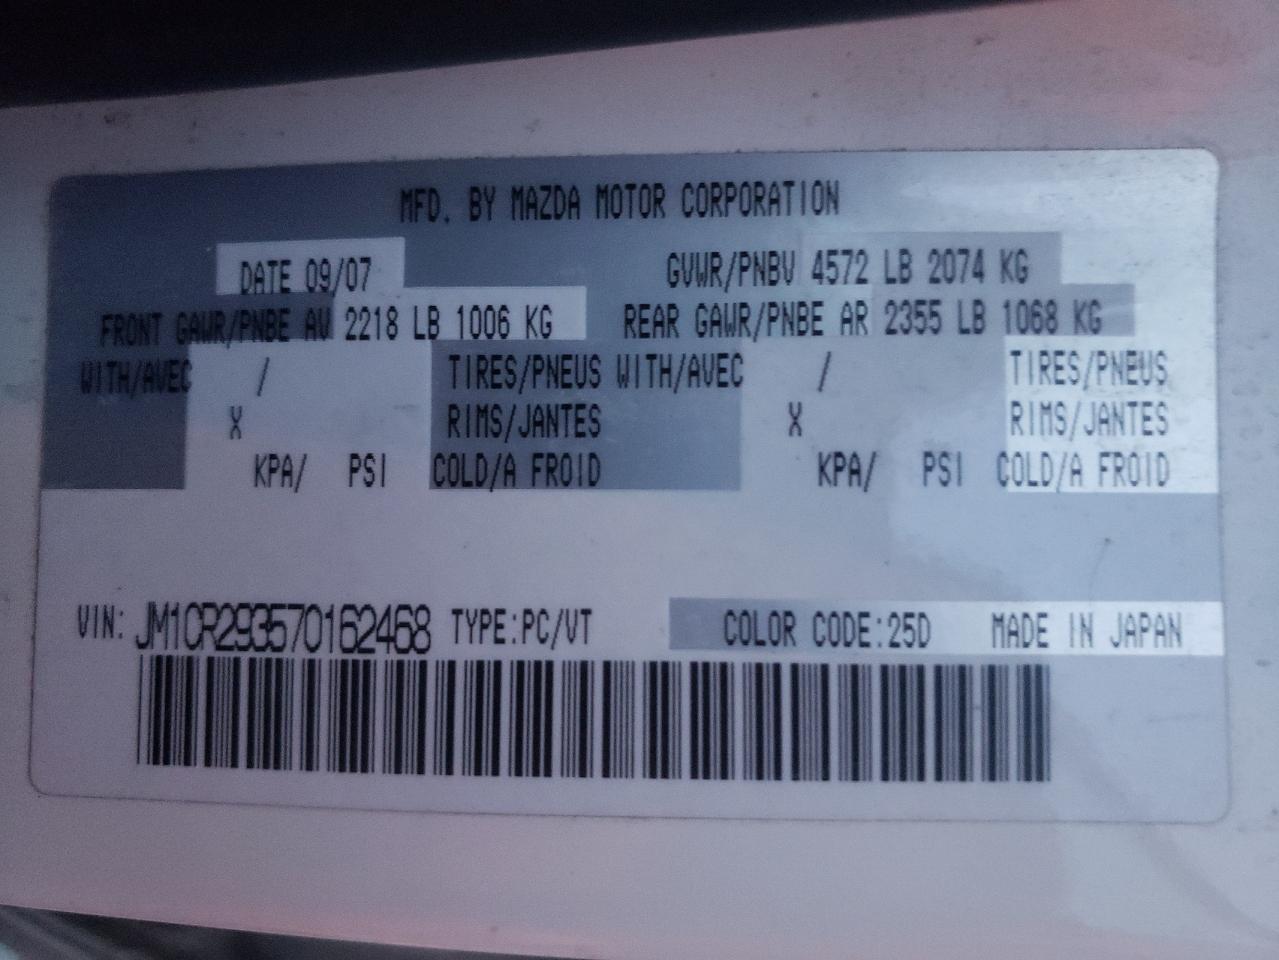 MFD. BY MAZDA MOTOR CORPORATION
DATE 09/07 GVWR/PNBV 4572 LB 2074 KG
FRONT GAWR/PNBE AV 2218 LB 1006 KG REAR GAWR/PNBE AR 2355 LB 1068 KG
WITH/AVEC / TIRES/PNEUS WITH/AVEC / TIRES/PNEUS
X RIMS/JANTES X RIMS/JANTES
KPA/ PSI COLD/A FROID KPA/ PSI COLD/A FROID
VIN: JM1CR293570162468 TYPE:PC/VT COLOR CODE:25D MADE IN JAPAN